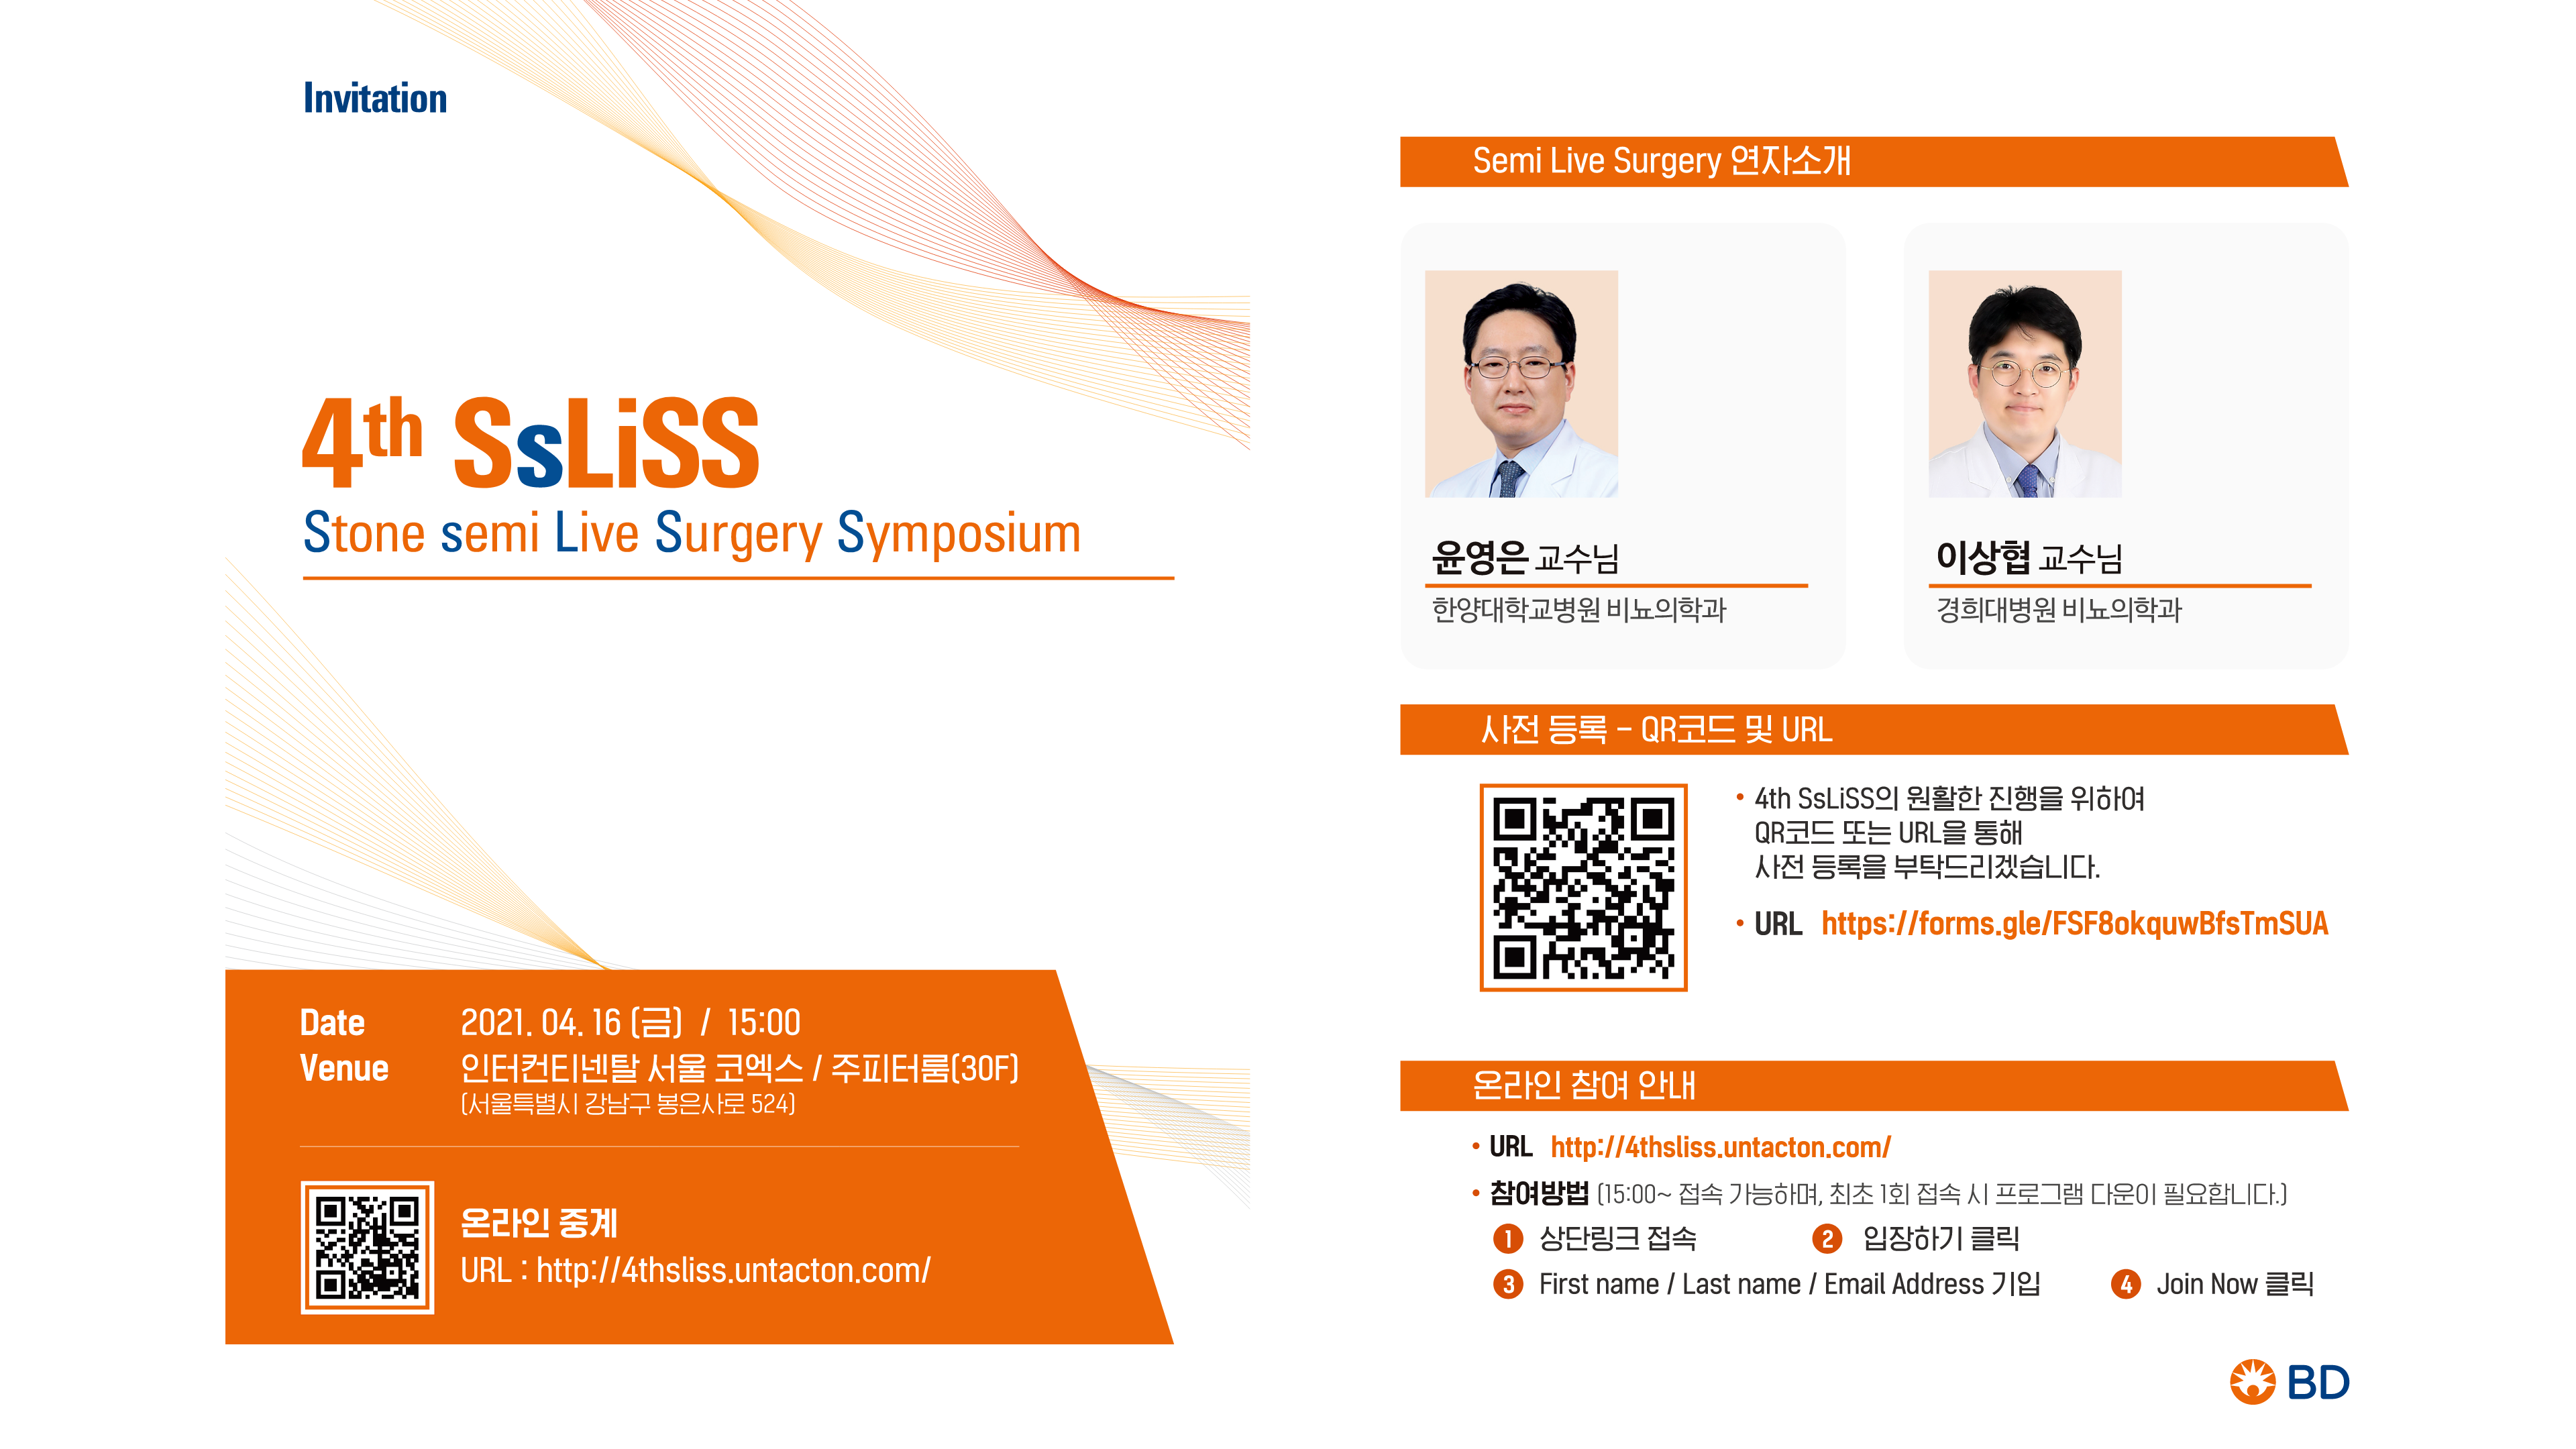 Invitation
4th SsLiSS
Stone semi Live Surgery Symposium
Date 2021. 04. 16 (금) / 15:00
Venue 인터컨티넨탈 서울 코엑스 / 주피터룸(30F)
(서울특별시 강남구 봉은사로 524)
온라인 중계
URL : http://4thsliss.untacton.com/
Semi Live Surgery 연자소개
윤영은 교수님
한양대학교병원 비뇨의학과
이상협 교수님
경희대병원 비뇨의학과
사전 등록 - QR코드 및 URL
• 4th SsLiSS의 원활한 진행을 위하여
QR코드 또는 URL을 통해
사전 등록을 부탁드리겠습니다.
• URL https://forms.gle/FSF8okquwBfsTmSUA
온라인 참여 안내
• URL http://4thsliss.untacton.com/
• 참여방법 (15:00~ 접속 가능하며, 최초 1회 접속 시 프로그램 다운이 필요합니다.)
1 상단링크 접속 2 입장하기 클릭
3 First name / Last name / Email Address 기입 4 Join Now 클릭
BD